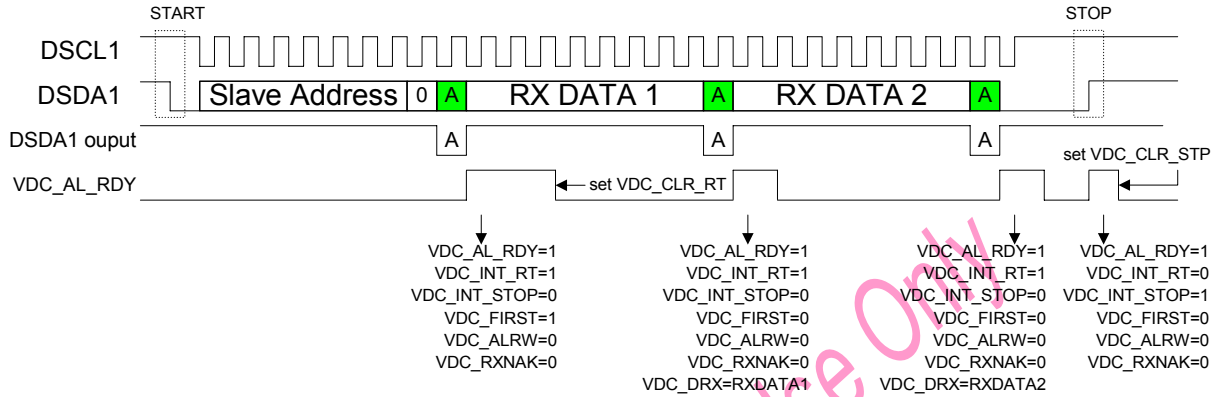 START
STOP
DSCL1
DSDA1
Slave Address 0 A RX DATA 1 A RX DATA 2 A
DSDA1 ouput
A A A
set VDC_CLR_STP
VDC_AL_RDY
set VDC_CLR_RT
VDC_AL_RDY=1
VDC_INT_RT=1
VDC_INT_STOP=0
VDC_FIRST=1
VDC_ALRW=0
VDC_RXNAK=0
VDC_AL_RDY=1
VDC_INT_RT=1
VDC_INT_STOP=0
VDC_FIRST=0
VDC_ALRW=0
VDC_RXNAK=0
VDC_DRX=RXDATA1
VDC_AL_RDY=1
VDC_INT_RT=1
VDC_INT_STOP=0
VDC_FIRST=0
VDC_ALRW=0
VDC_RXNAK=0
VDC_DRX=RXDATA2
VDC_AL_RDY=1
VDC_INT_RT=0
VDC_INT_STOP=1
VDC_FIRST=0
VDC_ALRW=0
VDC_RXNAK=0
Use Only